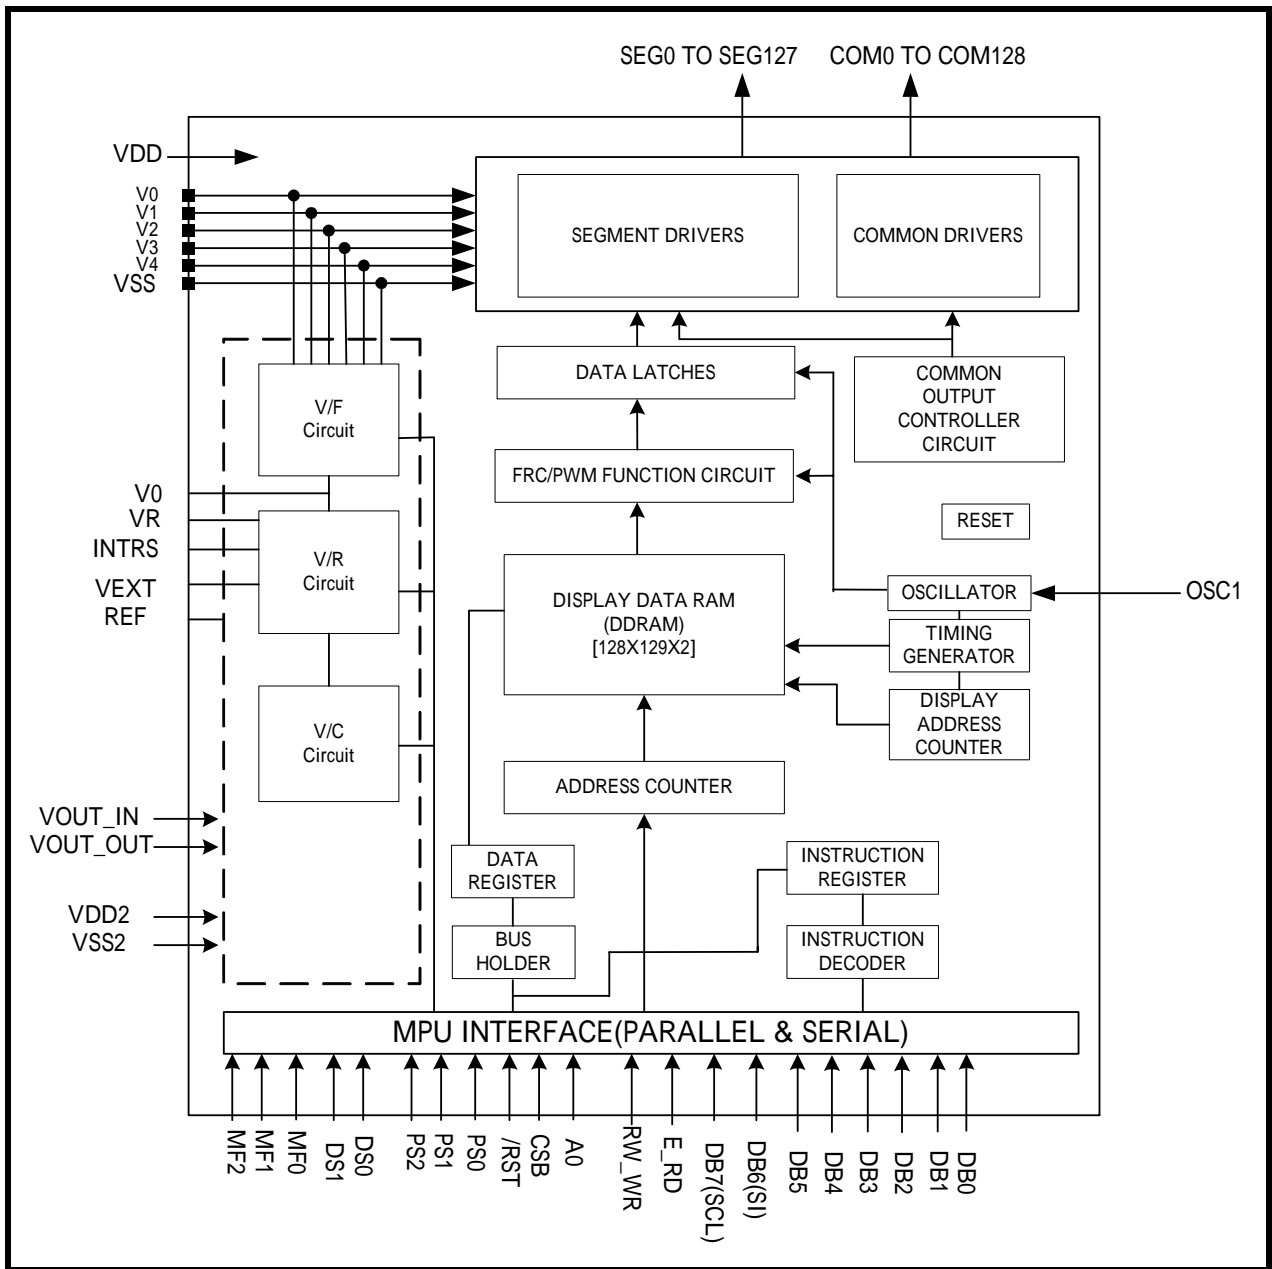 SEG0 TO SEG127
COM0 TO COM128
VDD
V0
V1
V2
V3
V4
VSS
SEGMENT DRIVERS
COMMON DRIVERS
DATA LATCHES
COMMON
OUTPUT
CONTROLLER
CIRCUIT
V/F
Circuit
FRC/PWM FUNCTION CIRCUIT
V0
VR
INTRS
VEXT
REF
V/R
Circuit
RESET
DISPLAY DATA RAM
(DDRAM)
[128X129X2]
OSCILLATOR
OSC1
TIMING
GENERATOR
DISPLAY
ADDRESS
COUNTER
V/C
Circuit
ADDRESS COUNTER
VOUT_IN
VOUT_OUT
DATA
REGISTER
INSTRUCTION
REGISTER
VDD2
VSS2
BUS
HOLDER
INSTRUCTION
DECODER
MPU INTERFACE(PARALLEL & SERIAL)
MF2
MF1
MF0
DS1
DS0
PS2
PS1
PS0
/RST
CSB
A0
RW_WR
E_RD
DB7(SCL)
DB6(SI)
DB5
DB4
DB3
DB2
DB1
DB0